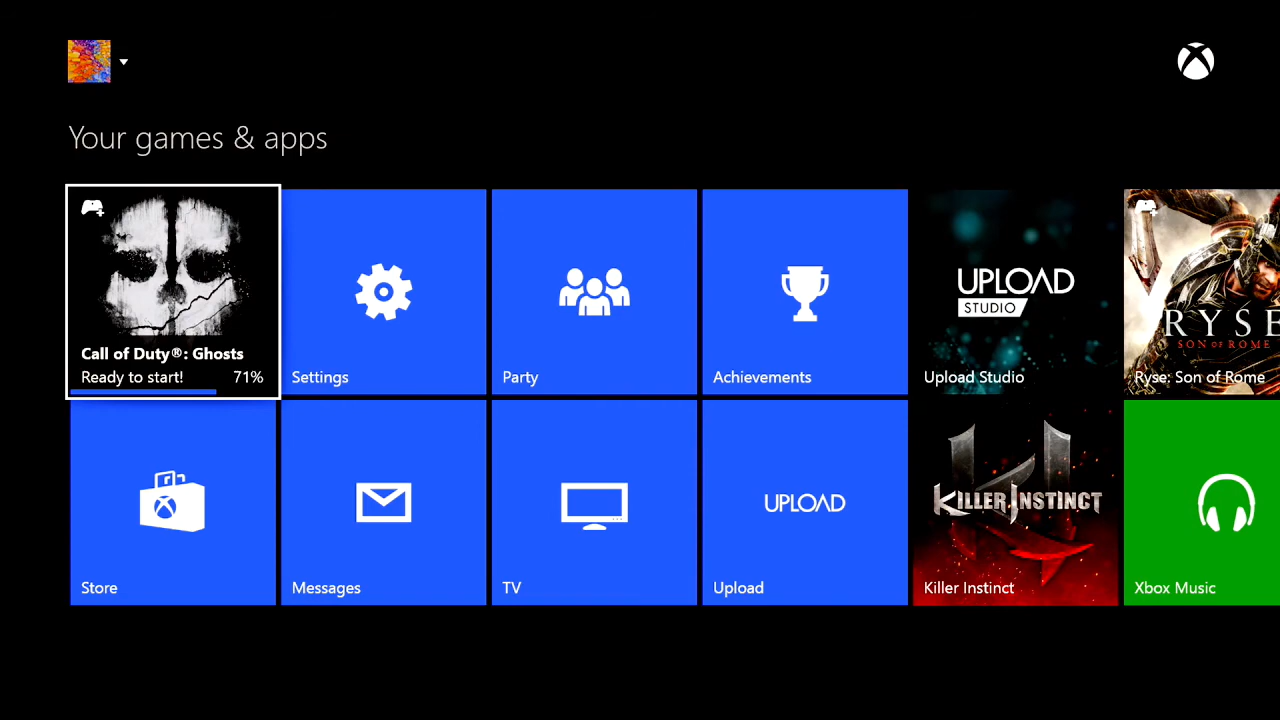 Your games & apps
Call of Duty®: Ghosts
Ready to start! 71%
Settings
Party
Achievements
UPLOAD
STUDIO
Upload Studio
RYSE
SON OF ROME
Ryse: Son of Rome
Store
Messages
TV
UPLOAD
Upload
KI
KILLER INSTINCT
Killer Instinct
Xbox Music